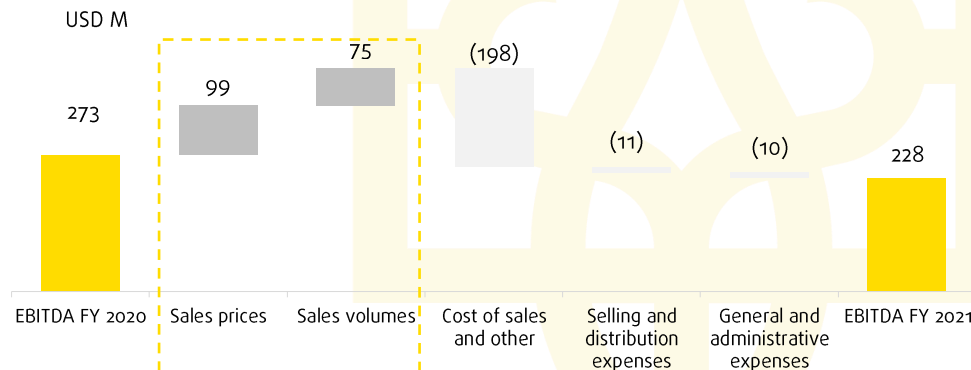 USD M
273
99
75
(198)
(11)
(10)
228
EBITDA FY 2020
Sales prices
Sales volumes
Cost of sales
and other
Selling and
distribution
expenses
General and
administrative
expenses
EBITDA FY 2021